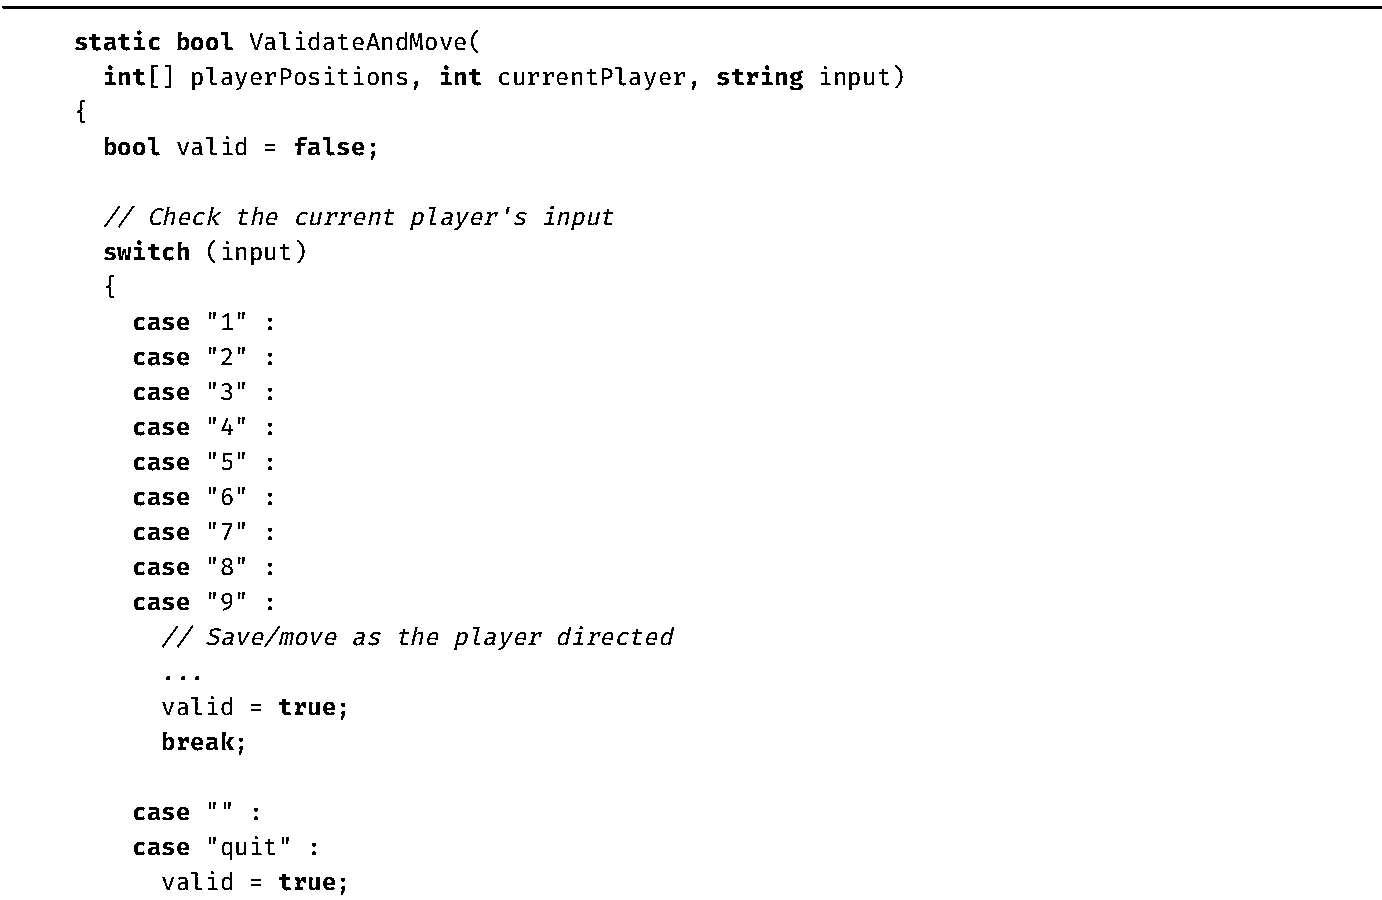 static bool ValidateAndMove(
int[] playerPositions, int currentPlayer, string input)
{
bool valid = false;
// Check the current player's input
switch (input)
{
case "1" :
case "2" :
case "3" :
case "4" :
case "5" :
case "6" :
case "7" :
case "8" :
case "9" :
// Save/move as the player directed
...
valid = true;
break;
case "" :
case "quit" :
valid = true;